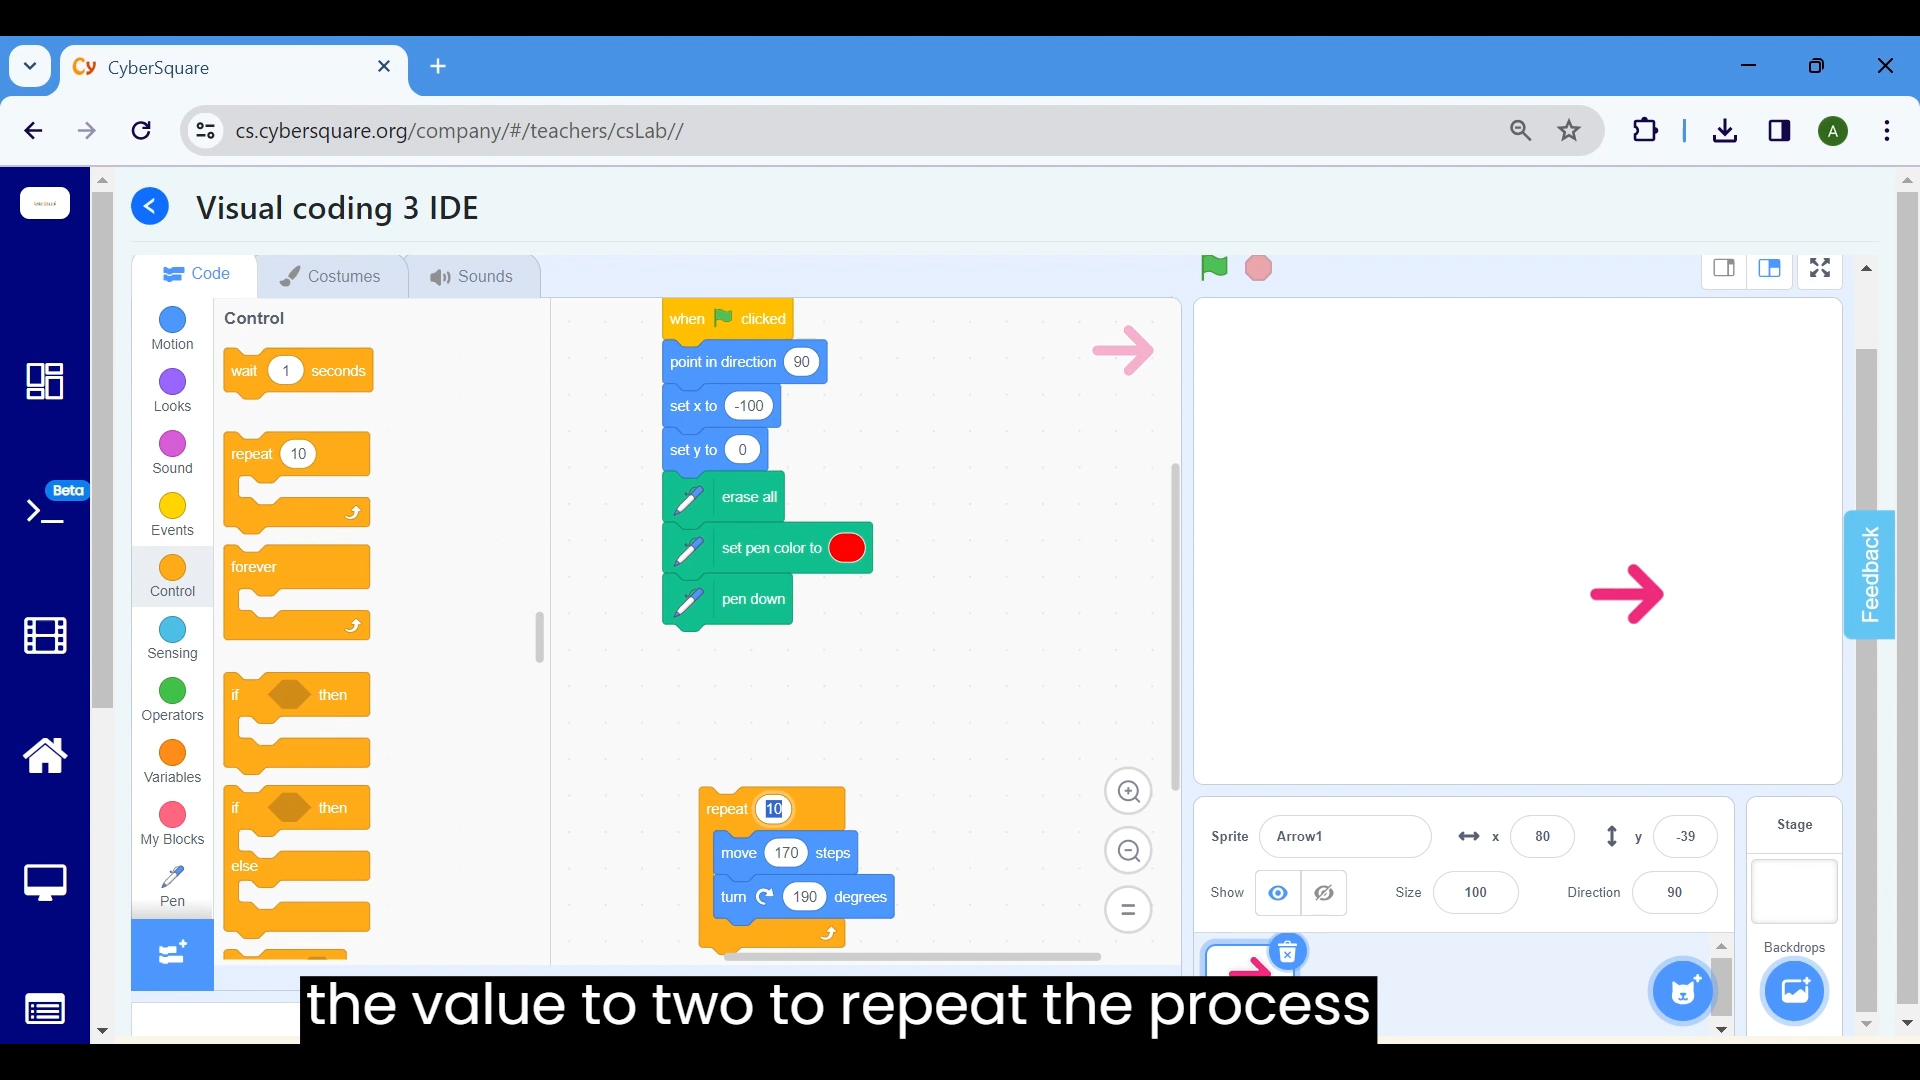 CyberSquare
cs.cybersquare.org/company/#/teachers/csLab//
A
Visual coding 3 IDE
Code
Costumes
Sounds
Beta
Motion
Looks
Sound
Events
Control
Sensing
Operators
Variables
My Blocks
Pen
Control
wait 1 seconds
repeat 10
forever
if then
if then
else
when clicked
point in direction 90
set x to -100
set y to 0
erase all
set pen color to
pen down
repeat 10
move 170 steps
turn 190 degrees
Feedback
Sprite Arrow1 x 80 y -39
Show Size 100 Direction 90
Stage
Backdrops
the value to two to repeat the process